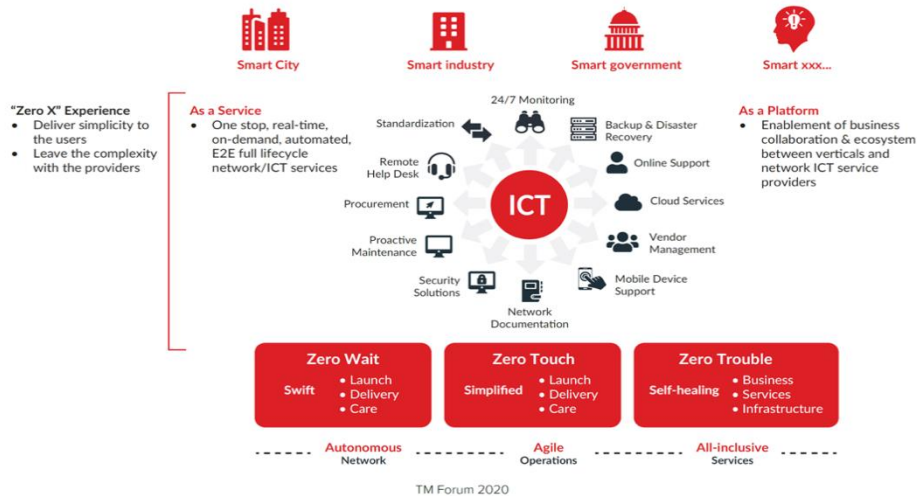 Smart City
Smart industry
Smart government
Smart xxx...
"Zero X" Experience
• Deliver simplicity to
the users
• Leave the complexity
with the providers
As a Service
• One stop, real-time,
on-demand, automated,
E2E full lifecycle
network/ICT services
24/7 Monitoring
Standardization
Backup & Disaster
Recovery
Remote
Help Desk
Online Support
Procurement
ICT
Cloud Services
Proactive
Maintenance
Vendor
Management
Security
Solutions
Mobile Device
Support
Network
Documentation
As a Platform
• Enablement of business
collaboration & ecosystem
between verticals and
network ICT service
providers
Zero Wait
Swift
• Launch
• Delivery
• Care
Zero Touch
Simplified
• Launch
• Delivery
• Care
Zero Trouble
Self-healing
• Business
• Services
• Infrastructure
Autonomous
Network
Agile
Operations
All-inclusive
Services
TM Forum 2020